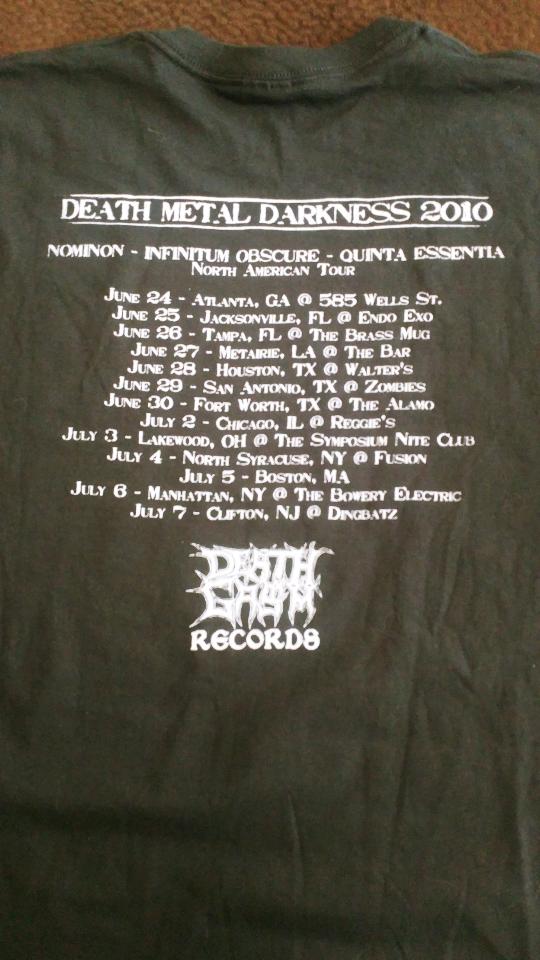 DEATH METAL DARKNESS 2010
NOMINON - INFINITUM OBSCURE - QUINTA ESSENTIA
NORTH AMERICAN TOUR
JUNE 24 - ATLANTA, GA @ 585 WELLS ST.
JUNE 25 - JACKSONVILLE, FL @ ENDO EXO
JUNE 26 - TAMPA, FL @ THE BRASS MUG
JUNE 27 - METAIRIE, LA @ THE BAR
JUNE 28 - HOUSTON, TX @ WALTER'S
JUNE 29 - SAN ANTONIO, TX @ ZOMBIES
JUNE 30 - FORT WORTH, TX @ THE ALAMO
JULY 2 - CHICAGO, IL @ REGGIE'S
JULY 3 - LAKEWOOD, OH @ THE SYMPOSIUM NITE CLUB
JULY 4 - NORTH SYRACUSE, NY @ FUSION
JULY 5 - BOSTON, MA
JULY 6 - MANHATTAN, NY @ THE BOWERY ELECTRIC
JULY 7 - CLIFTON, NJ @ DINGBATZ
DEATH
GASM
RECORDS